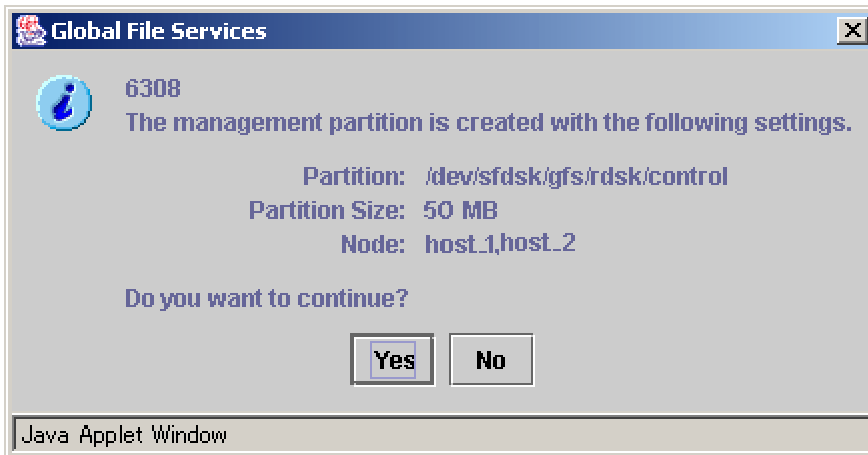 Global File Services
6308
The management partition is created with the following settings.
Partition: /dev/sfdsk/gfs/rdsk/control
Partition Size: 50 MB
Node: host_1,host_2
Do you want to continue?
Yes No
Java Applet Window